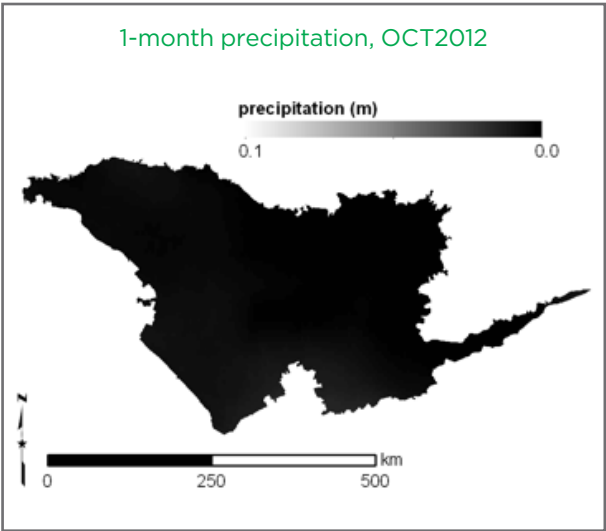 1-month precipitation, OCT2012
precipitation (m)
0.1 0.0
N
km
0 250 500